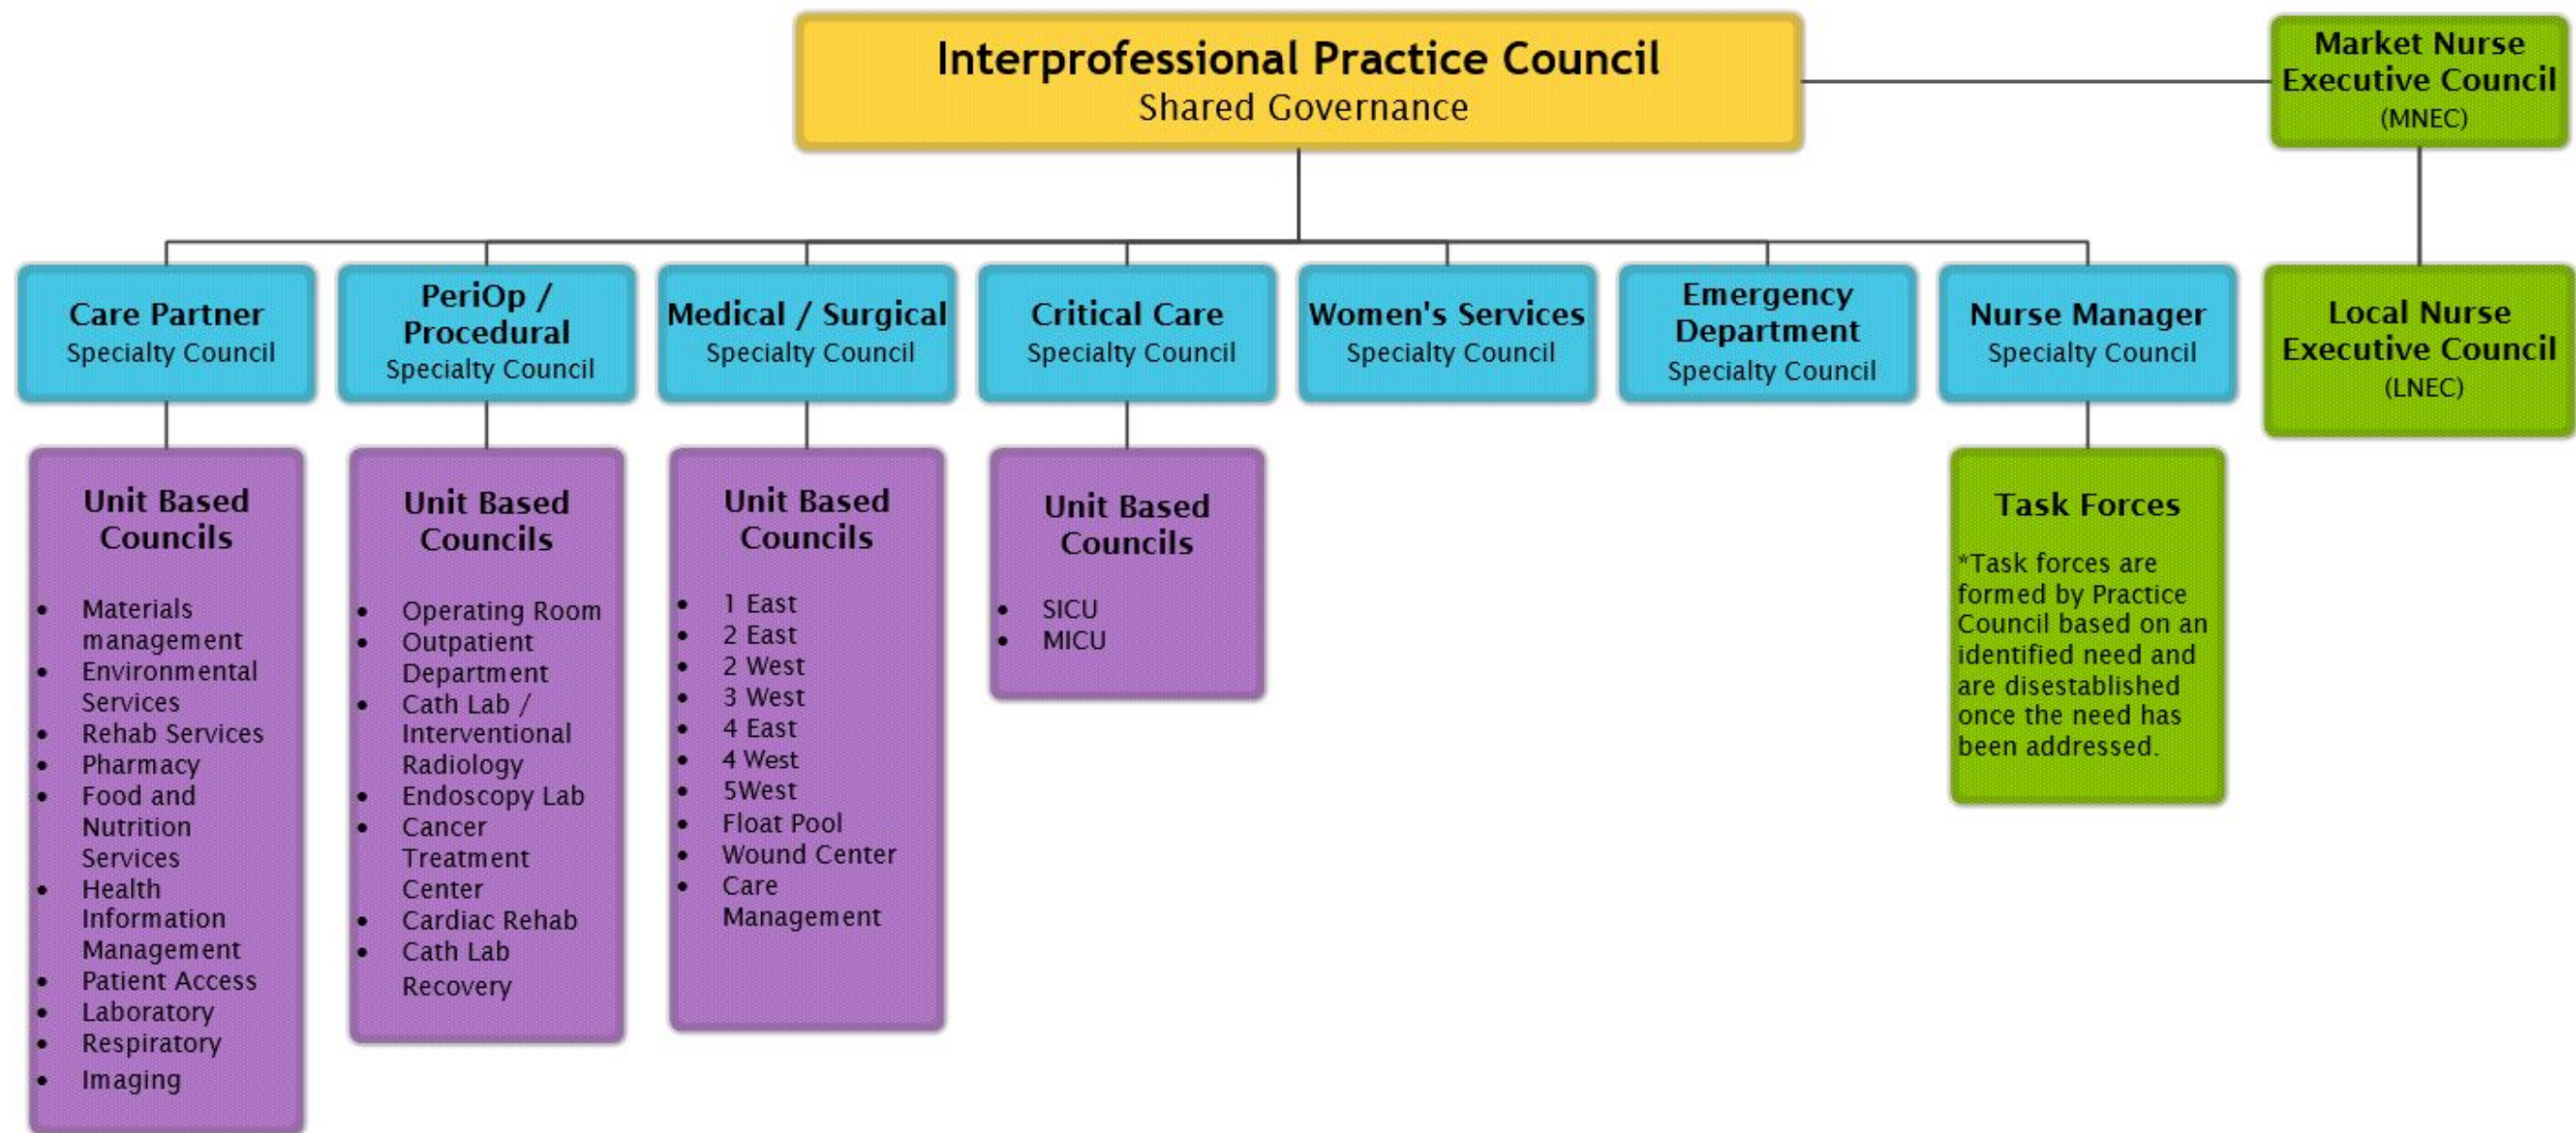 Interprofessional Practice Council
Shared Governance
Market Nurse
Executive Council
(MNEC)
Care Partner
Specialty Council
PeriOp /
Procedural
Specialty Council
Medical / Surgical
Specialty Council
Critical Care
Specialty Council
Women's Services
Specialty Council
Emergency
Department
Specialty Council
Nurse Manager
Specialty Council
Local Nurse
Executive Council
(LNEC)
Unit Based
Councils
• Materials
management
• Environmental
Services
• Rehab Services
• Pharmacy
• Food and
Nutrition
Services
• Health
Information
Management
• Patient Access
• Laboratory
• Respiratory
• Imaging
Unit Based
Councils
• Operating Room
• Outpatient
Department
• Cath Lab /
Interventional
Radiology
• Endoscopy Lab
• Cancer
Treatment
Center
• Cardiac Rehab
• Cath Lab
Recovery
Unit Based
Councils
• 1 East
• 2 East
• 2 West
• 3 West
• 4 East
• 4 West
• 5West
• Float Pool
• Wound Center
• Care
Management
Unit Based
Councils
• SICU
• MICU
Task Forces
*Task forces are
formed by Practice
Council based on an
identified need and
are disestablished
once the need has
been addressed.